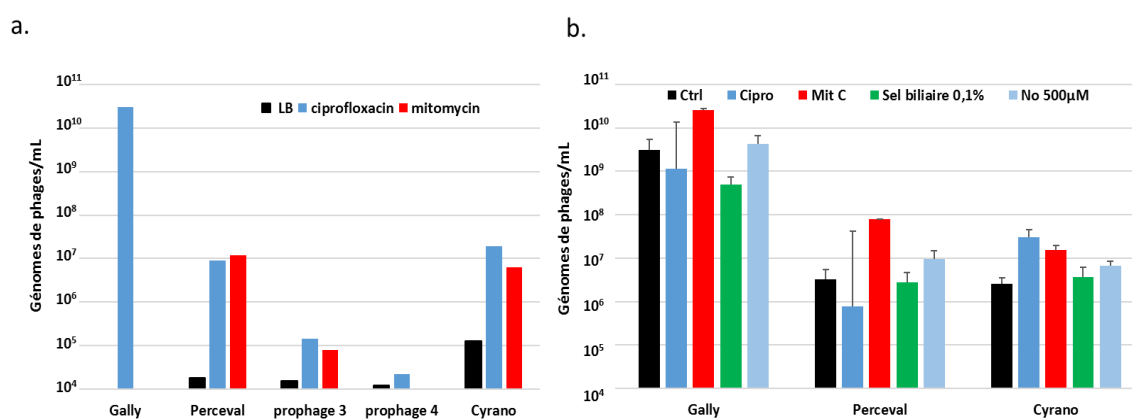 a.
Génomes de phages/mL
10¹¹
10¹⁰
10⁹
10⁸
10⁷
10⁶
10⁵
10⁴
LB ciprofloxacin mitomycin
Gally Perceval prophage 3 prophage 4 Cyrano
b.
Génomes de phages/mL
10¹¹
10¹⁰
10⁹
10⁸
10⁷
10⁶
10⁵
10⁴
Ctrl Cipro Mit C Sel biliaire 0,1% No 500µM
Gally Perceval Cyrano